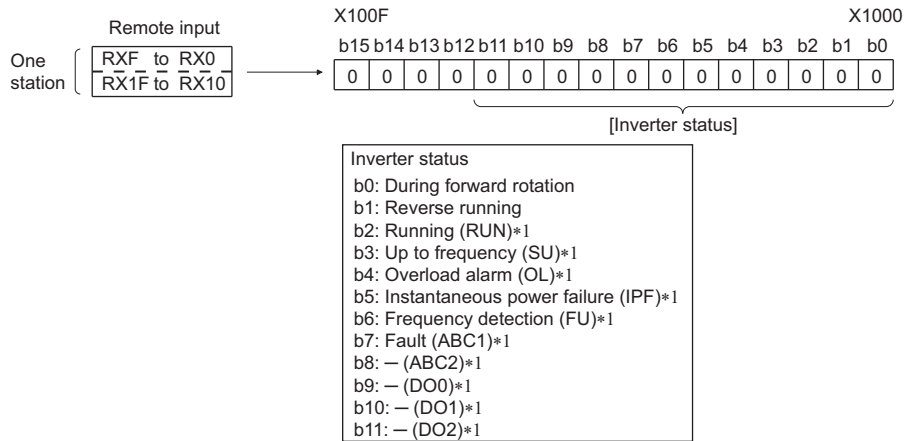 X100F X1000
Remote input
b15 b14 b13 b12 b11 b10 b9 b8 b7 b6 b5 b4 b3 b2 b1 b0
One station
RXF to RX0
RX1F to RX10
0 0 0 0 0 0 0 0 0 0 0 0 0 0 0 0
[Inverter status]
Inverter status
b0: During forward rotation
b1: Reverse running
b2: Running (RUN)*1
b3: Up to frequency (SU)*1
b4: Overload alarm (OL)*1
b5: Instantaneous power failure (IPF)*1
b6: Frequency detection (FU)*1
b7: Fault (ABC1)*1
b8: — (ABC2)*1
b9: — (DO0)*1
b10: — (DO1)*1
b11: — (DO2)*1